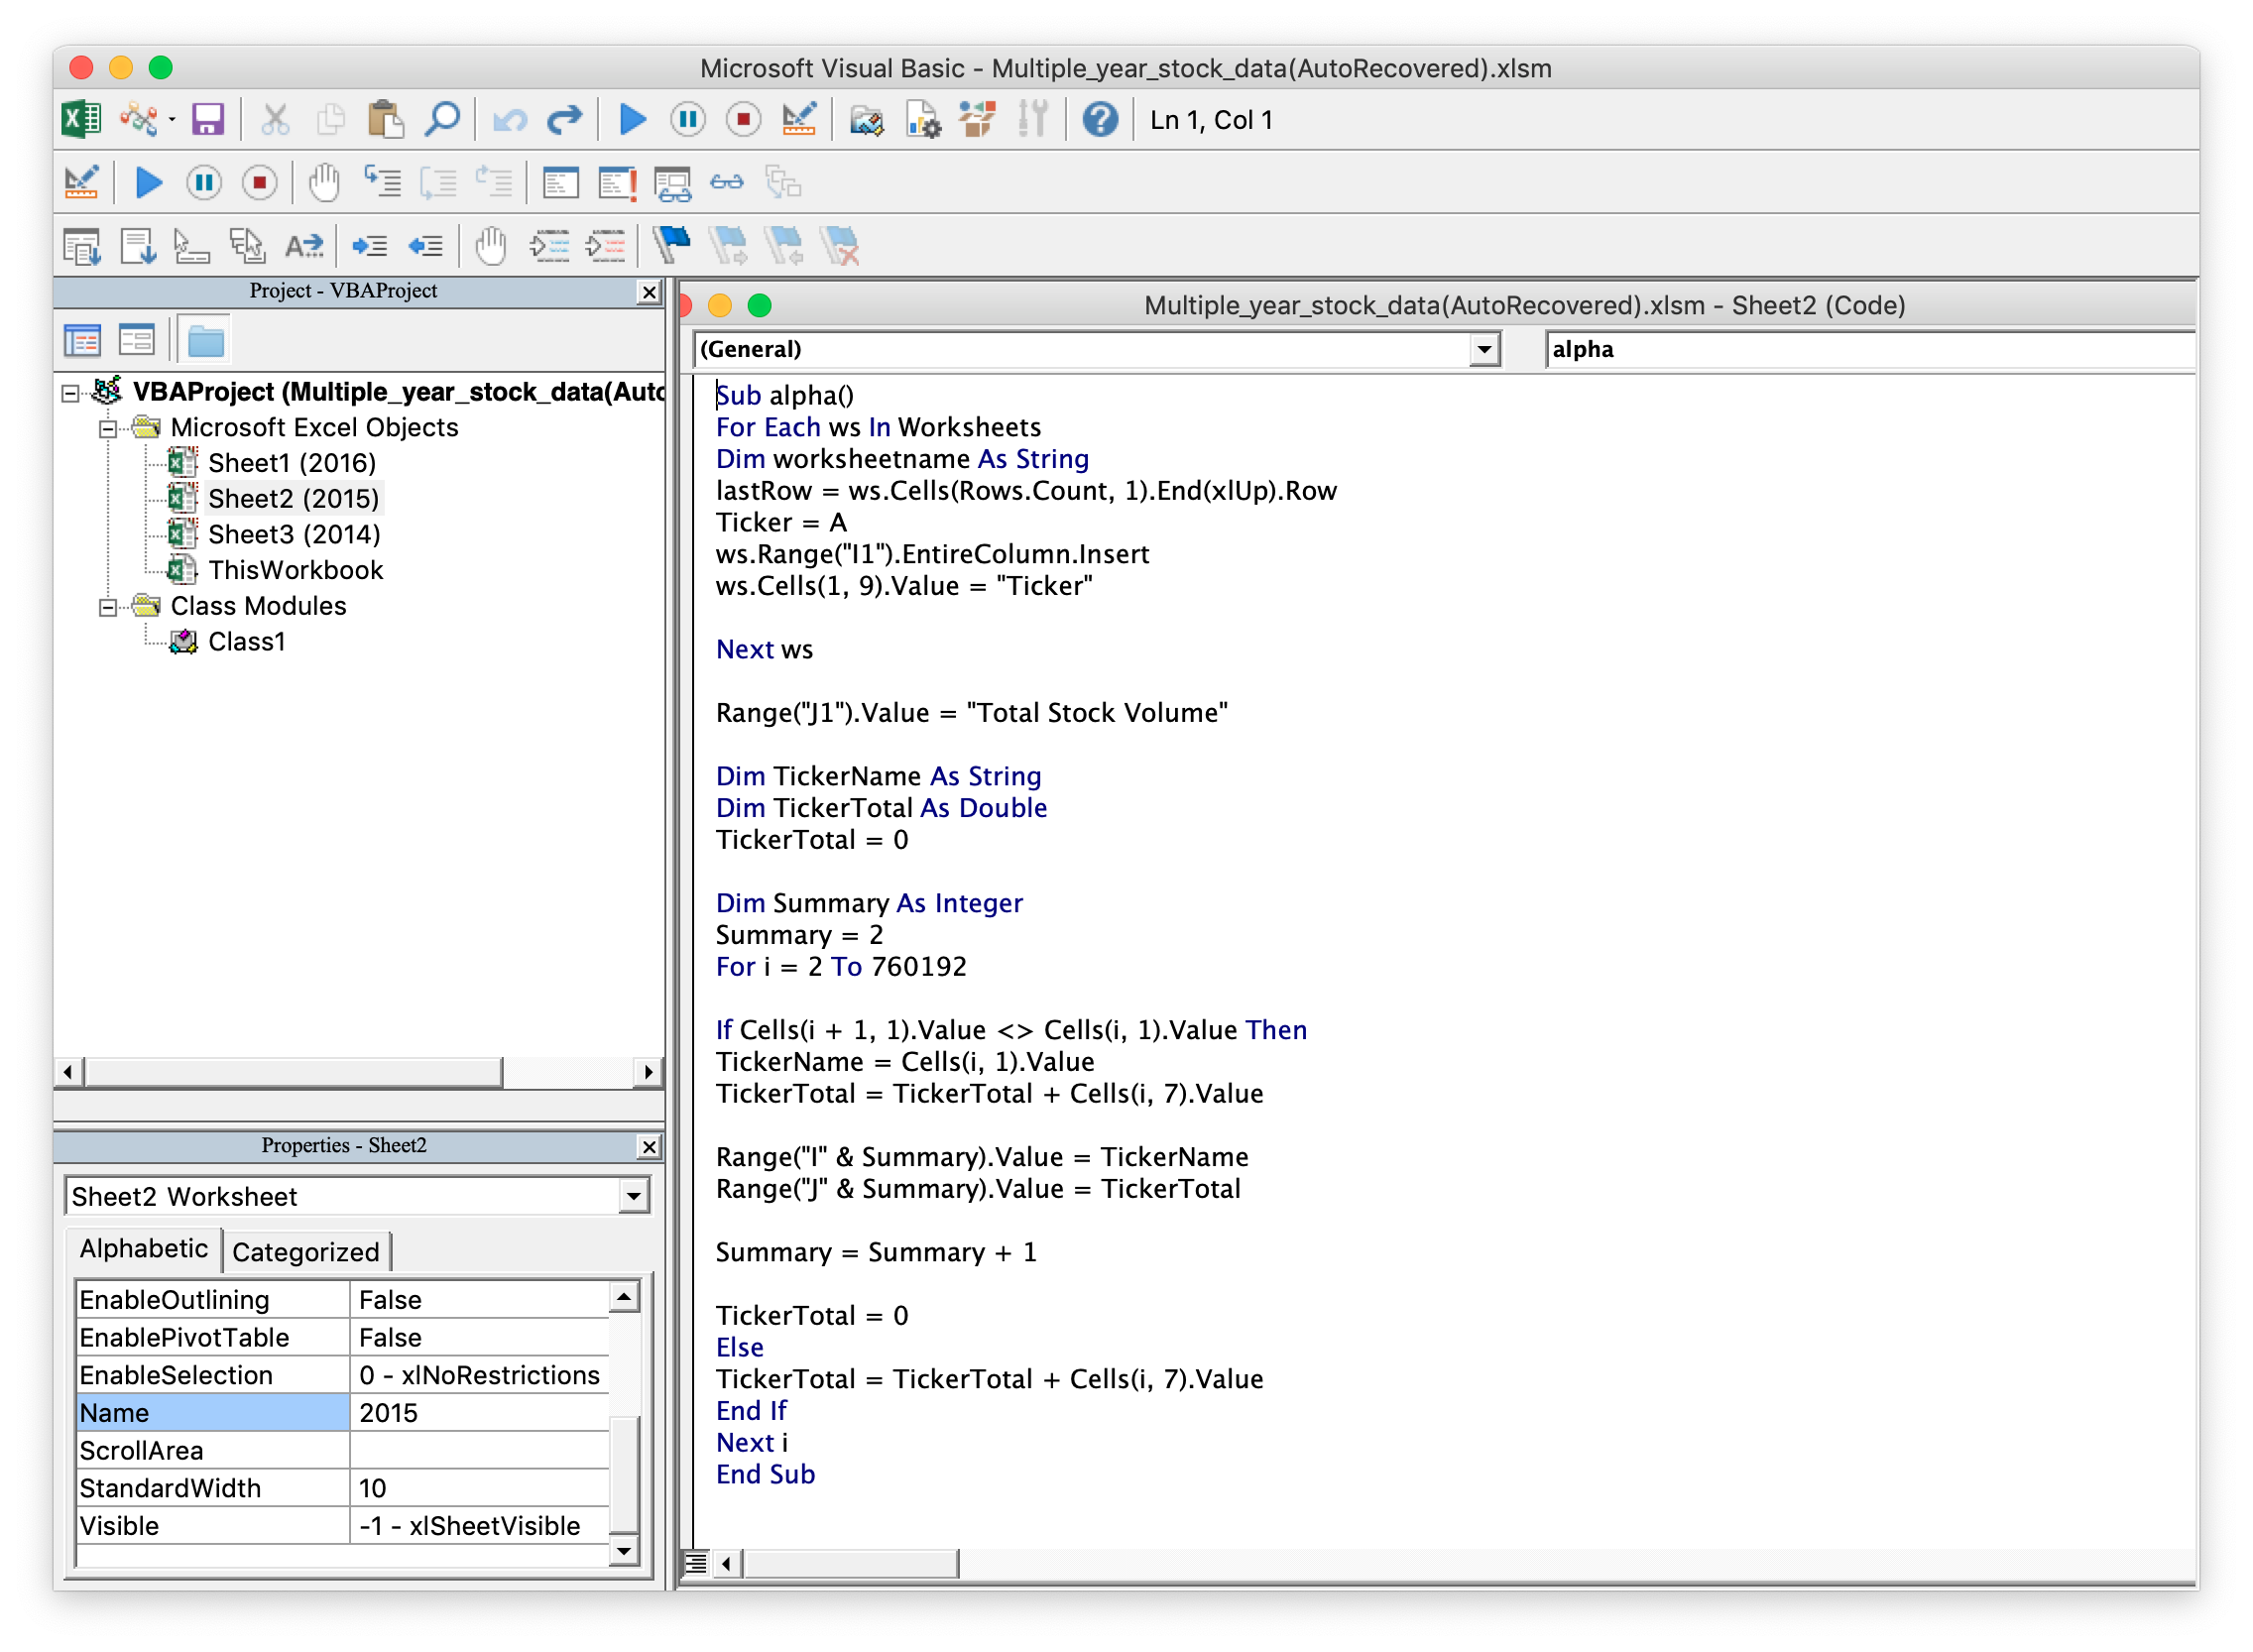 Microsoft Visual Basic - Multiple_year_stock_data(AutoRecovered).xlsm
Ln 1, Col 1
Project - VBAProject
VBAProject (Multiple_year_stock_data(Auto
Microsoft Excel Objects
Sheet1 (2016)
Sheet2 (2015)
Sheet3 (2014)
ThisWorkbook
Class Modules
Class1
Properties - Sheet2
Sheet2 Worksheet
Alphabetic Categorized
EnableOutlining False
EnablePivotTable False
EnableSelection 0 - xlNoRestrictions
Name 2015
ScrollArea
StandardWidth 10
Visible -1 - xlSheetVisible
Multiple_year_stock_data(AutoRecovered).xlsm - Sheet2 (Code)
(General) alpha
Sub alpha()
For Each ws In Worksheets
Dim worksheetname As String
lastRow = ws.Cells(Rows.Count, 1).End(xlUp).Row
Ticker = A
ws.Range("I1").EntireColumn.Insert
ws.Cells(1, 9).Value = "Ticker"
Next ws
Range("J1").Value = "Total Stock Volume"
Dim TickerName As String
Dim TickerTotal As Double
TickerTotal = 0
Dim Summary As Integer
Summary = 2
For i = 2 To 760192
If Cells(i + 1, 1).Value <> Cells(i, 1).Value Then
TickerName = Cells(i, 1).Value
TickerTotal = TickerTotal + Cells(i, 7).Value
Range("I" & Summary).Value = TickerName
Range("J" & Summary).Value = TickerTotal
Summary = Summary + 1
TickerTotal = 0
Else
TickerTotal = TickerTotal + Cells(i, 7).Value
End If
Next i
End Sub